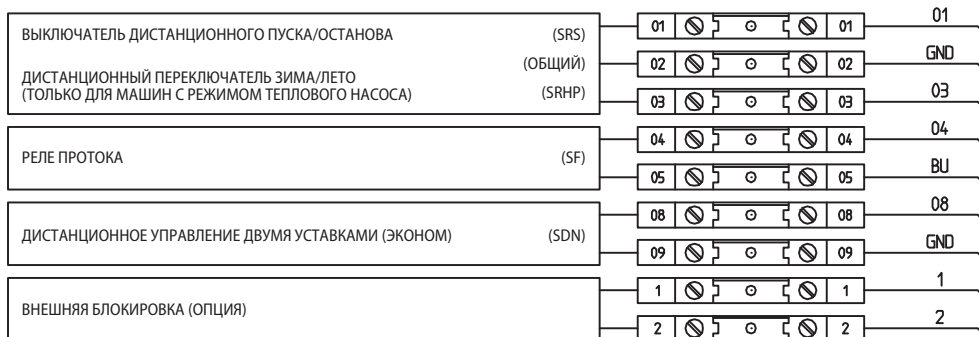 ВЫКЛЮЧАТЕЛЬ ДИСТАНЦИОННОГО ПУСКА/ОСТАНОВА (SRS) 01 01 01
(ОБЩИЙ) 02 02 GND
ДИСТАНЦИОННЫЙ ПЕРЕКЛЮЧАТЕЛЬ ЗИМА/ЛЕТО
(ТОЛЬКО ДЛЯ МАШИН С РЕЖИМОМ ТЕПЛОВОГО НАСОСА) (SRHP) 03 03 03
04 04 04
РЕЛЕ ПРОТОКА (SF)
05 05 BU
08 08 08
ДИСТАНЦИОННОЕ УПРАВЛЕНИЕ ДВУМЯ УСТАВКАМИ (ЭКОНОМ) (SDN)
09 09 GND
1 1 1
ВНЕШНЯЯ БЛОКИРОВКА (ОПЦИЯ)
2 2 2